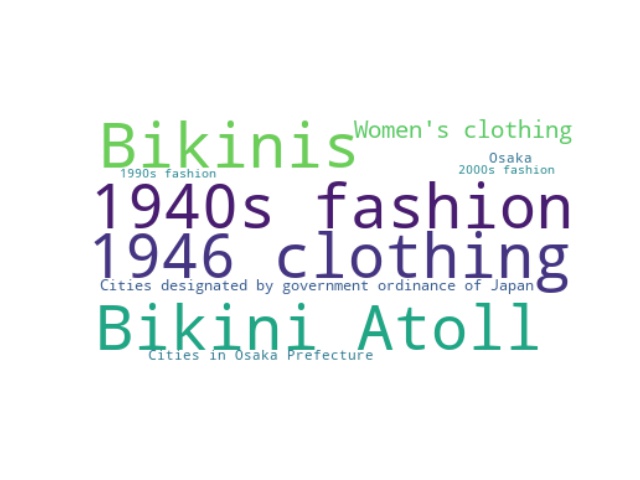 Bikinis
Women's clothing
Osaka
1990s fashion
2000s fashion
1940s fashion
1946 clothing
Cities designated by government ordinance of Japan
Bikini Atoll
Cities in Osaka Prefecture